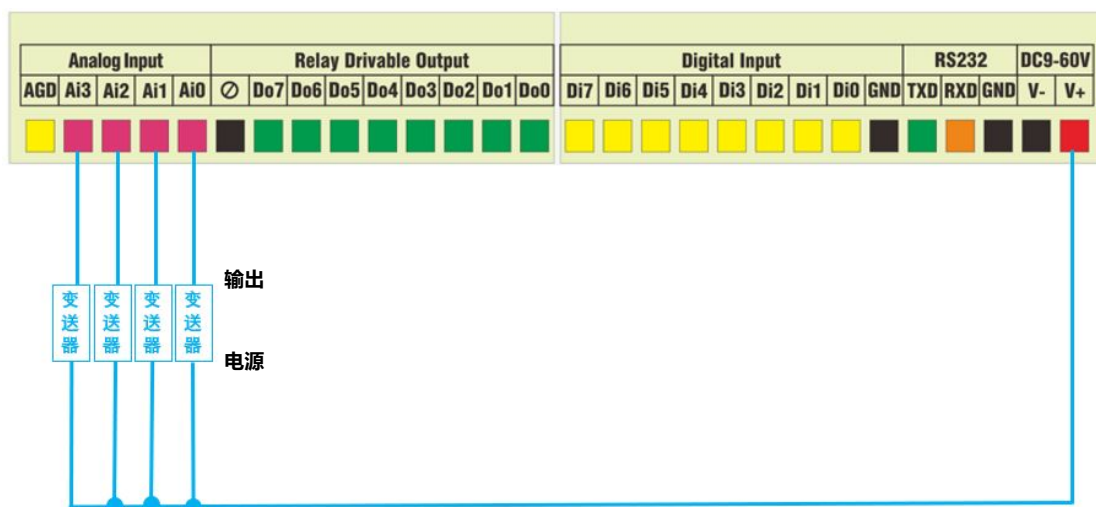 Analog Input Relay Drivable Output Digital Input RS232 DC9-60V
AGD Ai3 Ai2 Ai1 Ai0 ∅ Do7 Do6 Do5 Do4 Do3 Do2 Do1 Do0 Di7 Di6 Di5 Di4 Di3 Di2 Di1 Di0 GND TXD RXD GND V- V+
输出
变送器 变送器 变送器 变送器
电源